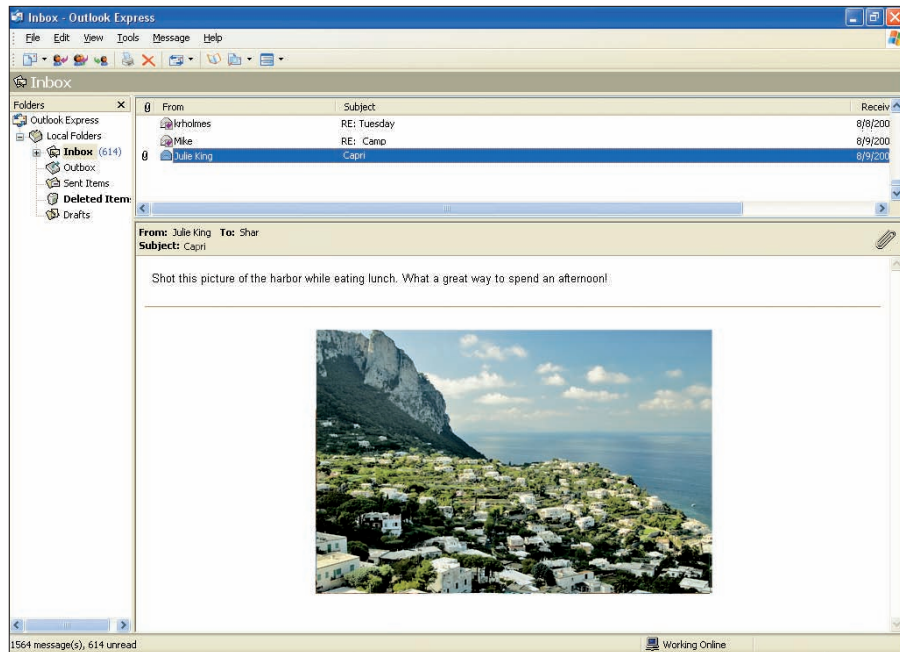 Inbox - Outlook Express
File Edit View Tools Message Help
Inbox
Folders
Outlook Express
Local Folders
Inbox (614)
Outbox
Sent Items
Deleted Item
Drafts
From Subject Receiv
krholmes RE: Tuesday 8/8/200
Mike RE: Camp 8/9/200
Julie King Capri 8/9/200
From: Julie King To: Shar
Subject: Capri
Shot this picture of the harbor while eating lunch. What a great way to spend an afternoon!
1564 message(s), 614 unread
Working Online